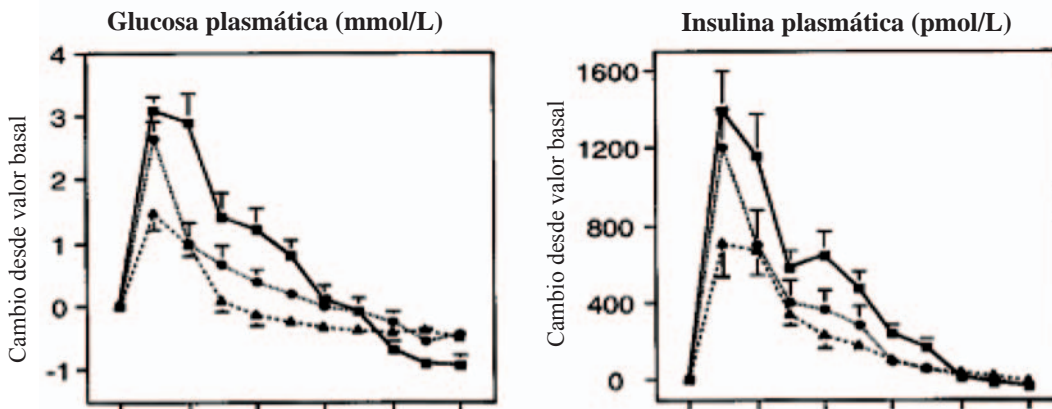 Glucosa plasmática (mmol/L)
Cambio desde valor basal
4
3
2
1
0
-1
Insulina plasmática (pmol/L)
Cambio desde valor basal
1600
1200
800
400
0